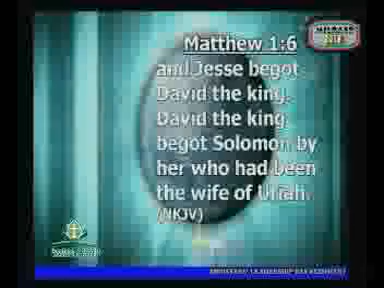 Matthew 1:6
and Jesse begot
David the king.
David the king
begot Solomon by
her who had been
the wife of Uriah.
(NKJV)